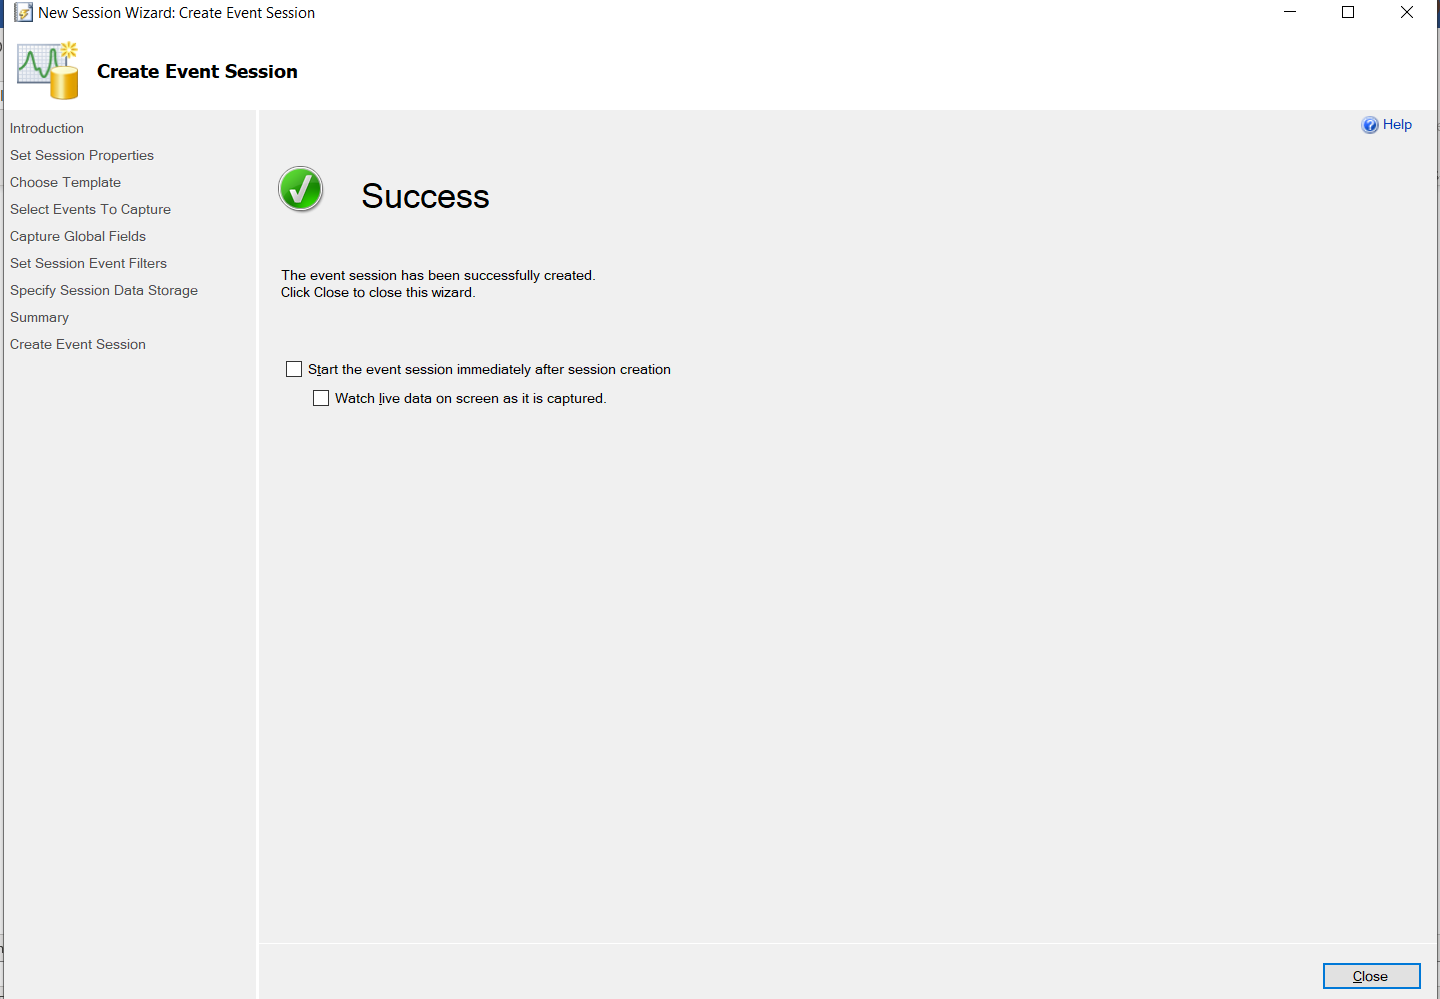 New Session Wizard: Create Event Session
Create Event Session
Introduction
Set Session Properties
Choose Template
Select Events To Capture
Capture Global Fields
Set Session Event Filters
Specify Session Data Storage
Summary
Create Event Session
Help
Success
The event session has been successfully created.
Click Close to close this wizard.
Start the event session immediately after session creation
Watch live data on screen as it is captured.
Close